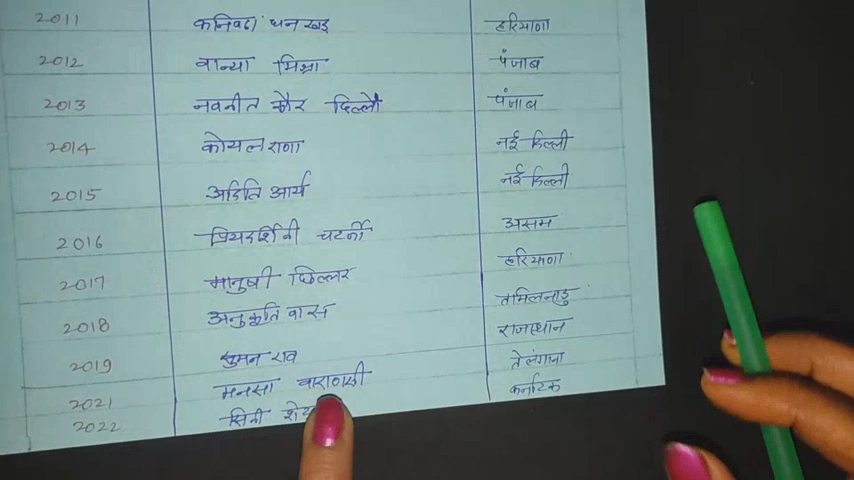 2011 कनिष्ठा धनखड़ हरियाणा
2012 वान्या मिश्रा पंजाब
2013 नवनीत कौर ढिल्लो पंजाब
2014 कोयल राणा नई दिल्ली
2015 अदिति आर्य नई दिल्ली
2016 प्रियदर्शिनी चटर्जी असम
2017 मानुषी छिल्लर हरियाणा
2018 अनुकृति वास तामिलनाडु
2019 सुमन राव राजस्थान
2021 मनसा वाराणसी तेलंगाना
2022 सिनी कर्नाटक